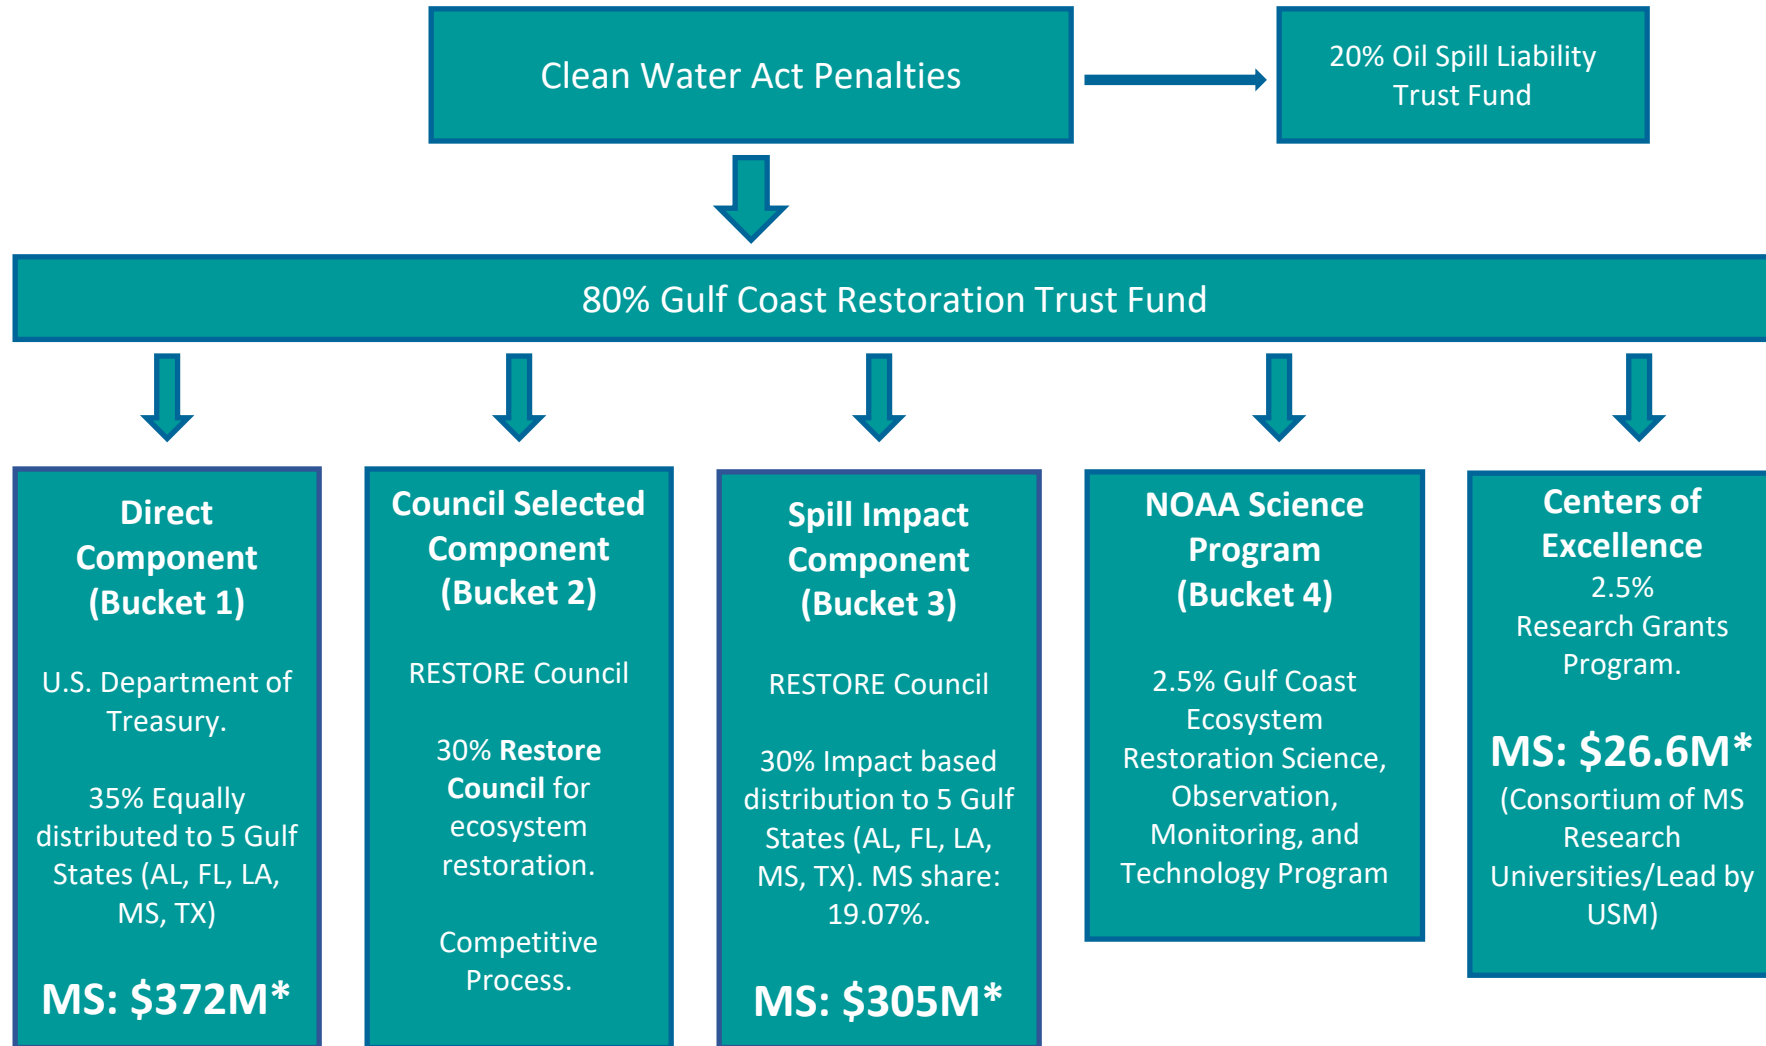 Clean Water Act Penalties
20% Oil Spill Liability
Trust Fund
80% Gulf Coast Restoration Trust Fund
Direct
Component
(Bucket 1)
U.S. Department of
Treasury.
35% Equally
distributed to 5 Gulf
States (AL, FL, LA,
MS, TX)
MS: $372M*
Council Selected
Component
(Bucket 2)
RESTORE Council
30% Restore
Council for
ecosystem
restoration.
Competitive
Process.
Spill Impact
Component
(Bucket 3)
RESTORE Council
30% Impact based
distribution to 5 Gulf
States (AL, FL, LA,
MS, TX). MS share:
19.07%.
MS: $305M*
NOAA Science
Program
(Bucket 4)
2.5% Gulf Coast
Ecosystem
Restoration Science,
Observation,
Monitoring, and
Technology Program
Centers of
Excellence
2.5%
Research Grants
Program.
MS: $26.6M*
(Consortium of MS
Research
Universities/Lead by
USM)